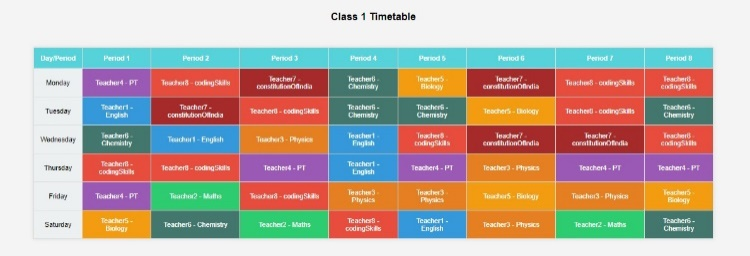 Class 1 Timetable
Day/Period Period 1 Period 2 Period 3 Period 4 Period 5 Period 6 Period 7 Period 8
Monday Teacher4 - PT Teacher8 - codingSkills Teacher7 - constitutionOfIndia Teacher6 - Chemistry Teacher5 - Biology Teacher7 - constitutionOfIndia Teacher8 - codingSkills Teacher8 - codingSkills
Tuesday Teacher1 - English Teacher7 - constitutionOfIndia Teacher8 - codingSkills Teacher6 - Chemistry Teacher6 - Chemistry Teacher5 - Biology Teacher8 - codingSkills Teacher6 - Chemistry
Wednesday Teacher6 - Chemistry Teacher1 - English Teacher3 - Physics Teacher1 - English Teacher8 - codingSkills Teacher7 - constitutionOfIndia Teacher7 - constitutionOfIndia Teacher8 - codingSkills
Thursday Teacher8 - codingSkills Teacher8 - codingSkills Teacher4 - PT Teacher1 - English Teacher4 - PT Teacher3 - Physics Teacher4 - PT Teacher4 - PT
Friday Teacher4 - PT Teacher2 - Maths Teacher8 - codingSkills Teacher3 - Physics Teacher3 - Physics Teacher5 - Biology Teacher3 - Physics Teacher5 - Biology
Saturday Teacher5 - Biology Teacher6 - Chemistry Teacher2 - Maths Teacher8 - codingSkills Teacher1 - English Teacher3 - Physics Teacher2 - Maths Teacher6 - Chemistry